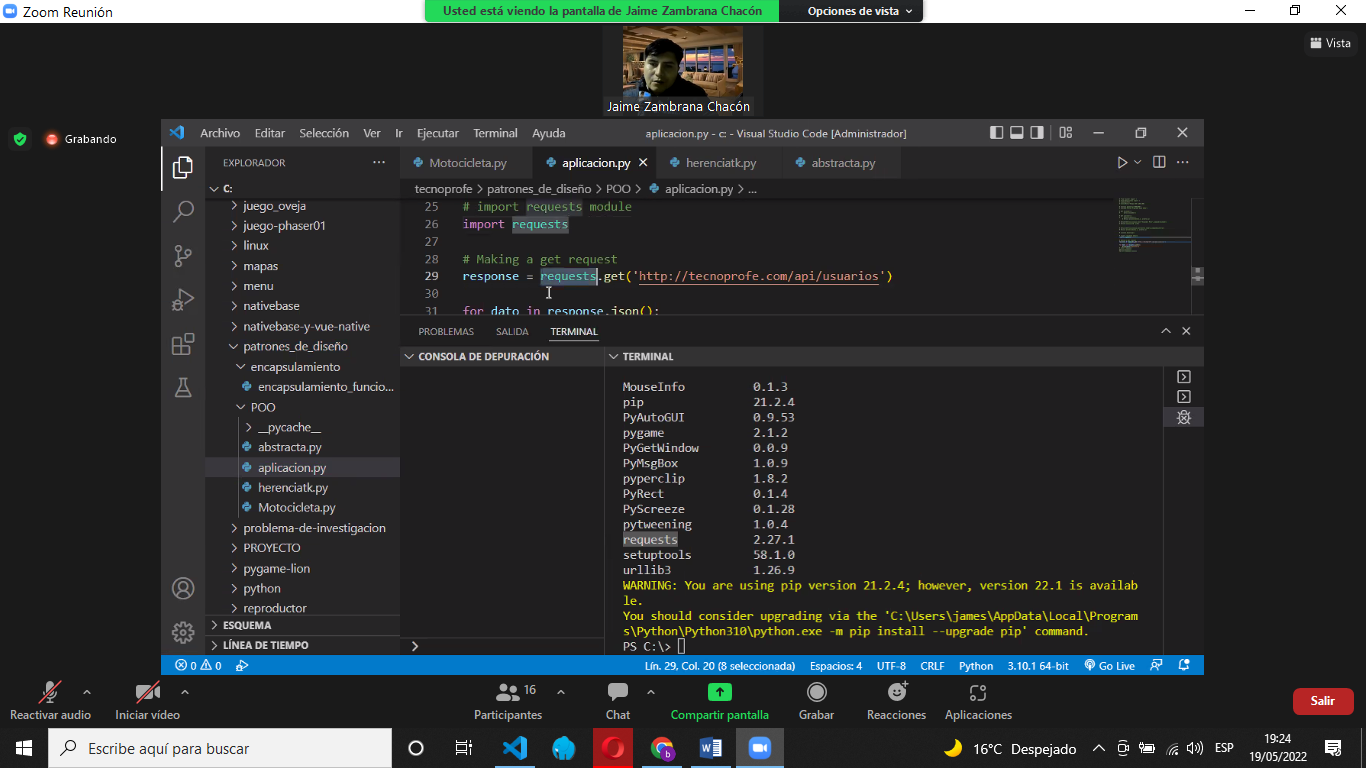 Zoom Reunión
Usted está viendo la pantalla de Jaime Zambrana Chacón
Opciones de vista
Vista
Jaime Zambrana Chacón
Grabando
Archivo Editar Selección Ver Ir Ejecutar Terminal Ayuda
aplicacion.py - c: - Visual Studio Code [Administrador]
EXPLORADOR
Motocicleta.py aplicacion.py herenciatk.py abstracta.py
tecnoprofe > patrones_de_diseño > POO > aplicacion.py > ...
C:
juego_oveja
juego-phaser01
linux
mapas
menu
nativebase
nativebase-y-vue-native
patrones_de_diseño
encapsulamiento
encapsulamiento_funcio...
POO
__pycache__
abstracta.py
aplicacion.py
herenciatk.py
Motocicleta.py
problema-de-investigacion
PROYECTO
pygame-lion
python
reproductor
ESQUEMA
LÍNEA DE TIEMPO
25 # import requests module
26 import requests
27
28 # Making a get request
29 response = requests.get('http://tecnoprofe.com/api/usuarios')
30
31 for dato in response.json():
PROBLEMAS SALIDA TERMINAL
CONSOLA DE DEPURACIÓN
TERMINAL
MouseInfo 0.1.3
pip 21.2.4
PyAutoGUI 0.9.53
pygame 2.1.2
PyGetWindow 0.0.9
PyMsgBox 1.0.9
pyperclip 1.8.2
PyRect 0.1.4
PyScreeze 0.1.28
pytweening 1.0.4
requests 2.27.1
setuptools 58.1.0
urllib3 1.26.9
WARNING: You are using pip version 21.2.4; however, version 22.1 is availab
le.
You should consider upgrading via the 'C:\Users\james\AppData\Local\Program
s\Python\Python310\python.exe -m pip install --upgrade pip' command.
PS C:\>
0 0
Lín. 29, Col. 20 (8 seleccionada) Espacios: 4 UTF-8 CRLF Python 3.10.1 64-bit Go Live
Reactivar audio
Iniciar video
16
Participantes
Chat
Compartir pantalla
Grabar
Reacciones
Aplicaciones
Salir
Escribe aquí para buscar
16°C Despejado
ESP
19:24
19/05/2022